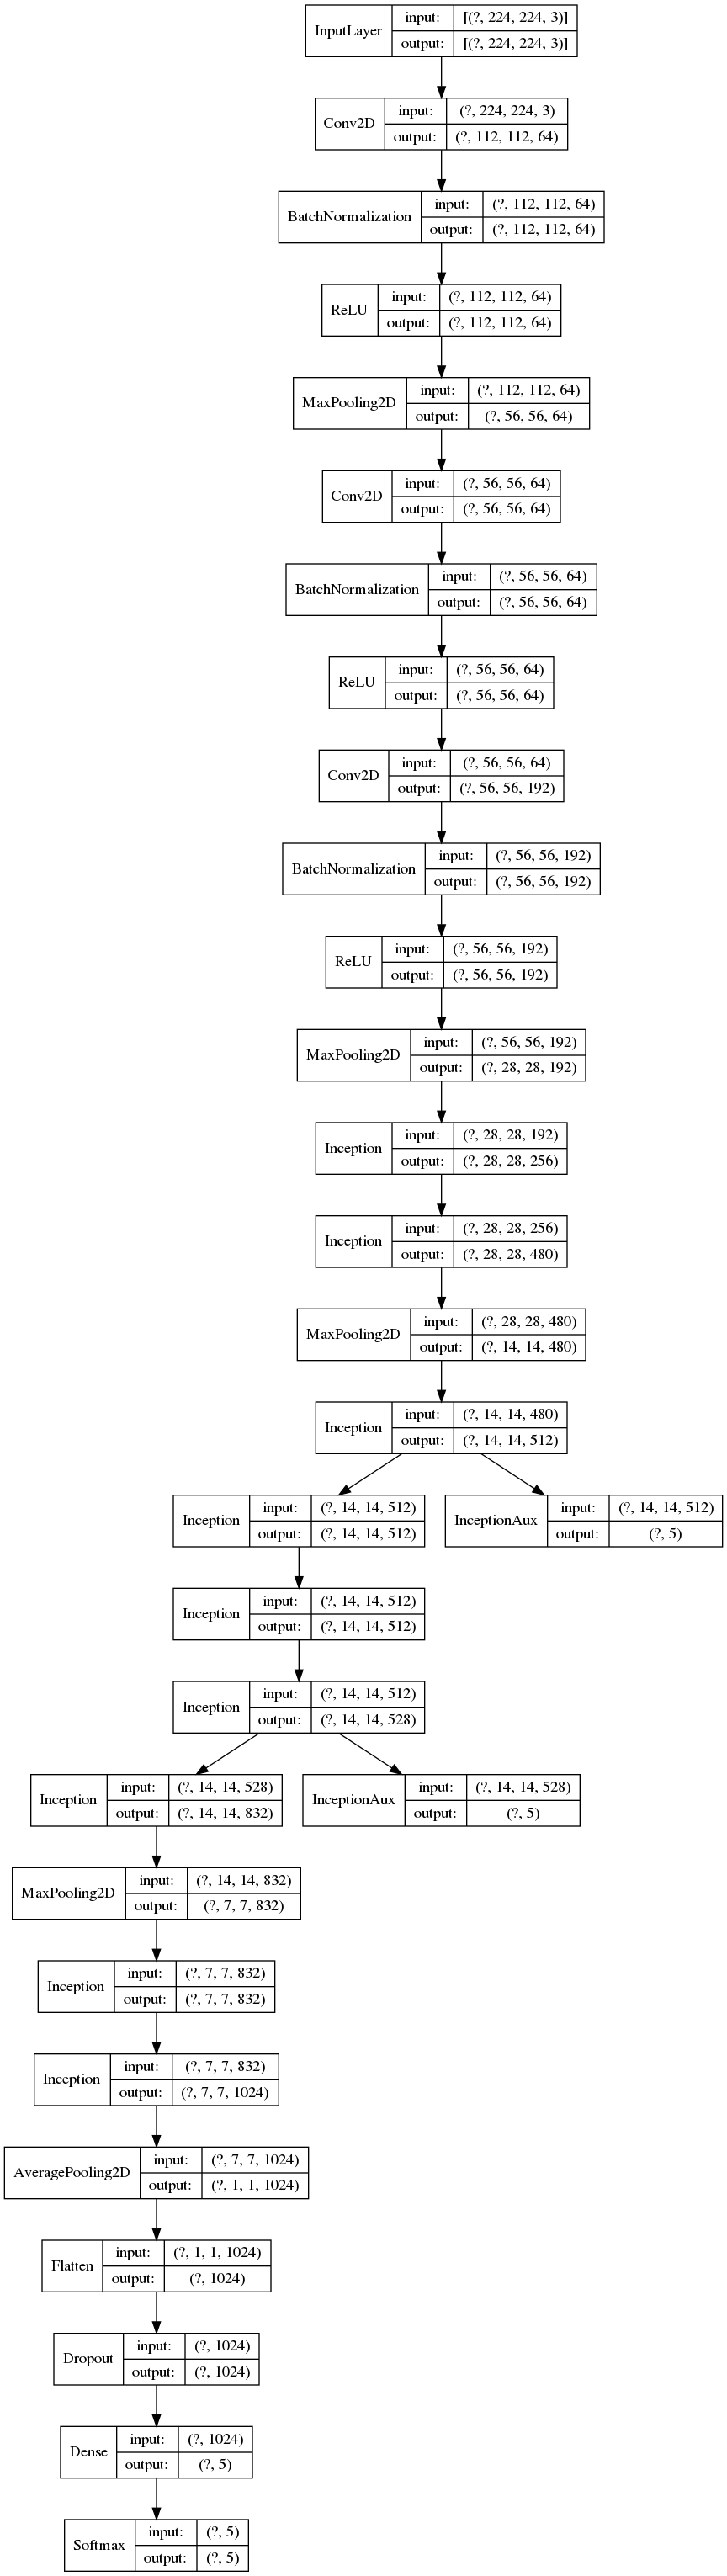 InputLayer
input: [(?, 224, 224, 3)]
output: [(?, 224, 224, 3)]
Conv2D
input: (?, 224, 224, 3)
output: (?, 112, 112, 64)
BatchNormalization
input: (?, 112, 112, 64)
output: (?, 112, 112, 64)
ReLU
input: (?, 112, 112, 64)
output: (?, 112, 112, 64)
MaxPooling2D
input: (?, 112, 112, 64)
output: (?, 56, 56, 64)
Conv2D
input: (?, 56, 56, 64)
output: (?, 56, 56, 64)
BatchNormalization
input: (?, 56, 56, 64)
output: (?, 56, 56, 64)
ReLU
input: (?, 56, 56, 64)
output: (?, 56, 56, 64)
Conv2D
input: (?, 56, 56, 64)
output: (?, 56, 56, 192)
BatchNormalization
input: (?, 56, 56, 192)
output: (?, 56, 56, 192)
ReLU
input: (?, 56, 56, 192)
output: (?, 56, 56, 192)
MaxPooling2D
input: (?, 56, 56, 192)
output: (?, 28, 28, 192)
Inception
input: (?, 28, 28, 192)
output: (?, 28, 28, 256)
Inception
input: (?, 28, 28, 256)
output: (?, 28, 28, 480)
MaxPooling2D
input: (?, 28, 28, 480)
output: (?, 14, 14, 480)
Inception
input: (?, 14, 14, 480)
output: (?, 14, 14, 512)
Inception
input: (?, 14, 14, 512)
output: (?, 14, 14, 512)
InceptionAux
input: (?, 14, 14, 512)
output: (?, 5)
Inception
input: (?, 14, 14, 512)
output: (?, 14, 14, 512)
Inception
input: (?, 14, 14, 512)
output: (?, 14, 14, 528)
Inception
input: (?, 14, 14, 528)
output: (?, 14, 14, 832)
InceptionAux
input: (?, 14, 14, 528)
output: (?, 5)
MaxPooling2D
input: (?, 14, 14, 832)
output: (?, 7, 7, 832)
Inception
input: (?, 7, 7, 832)
output: (?, 7, 7, 832)
Inception
input: (?, 7, 7, 832)
output: (?, 7, 7, 1024)
AveragePooling2D
input: (?, 7, 7, 1024)
output: (?, 1, 1, 1024)
Flatten
input: (?, 1, 1, 1024)
output: (?, 1024)
Dropout
input: (?, 1024)
output: (?, 1024)
Dense
input: (?, 1024)
output: (?, 5)
Softmax
input: (?, 5)
output: (?, 5)